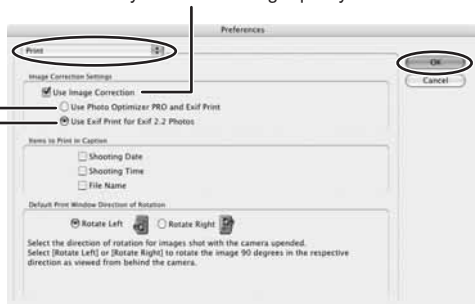 Preferences
Print
OK
Cancel
Image Correction Settings
Use Image Correction
Use Photo Optimizer PRO and Exif Print
Use Exif Print for Exif 2.2 Photos
Items to Print in Caption
Shooting Date
Shooting Time
File Name
Default Print Window Direction of Rotation
Rotate Left Rotate Right
Select the direction of rotation for images shot with the camera upended.
Select [Rotate Left] or [Rotate Right] to rotate the image 90 degrees in the respective
direction as viewed from behind the camera.